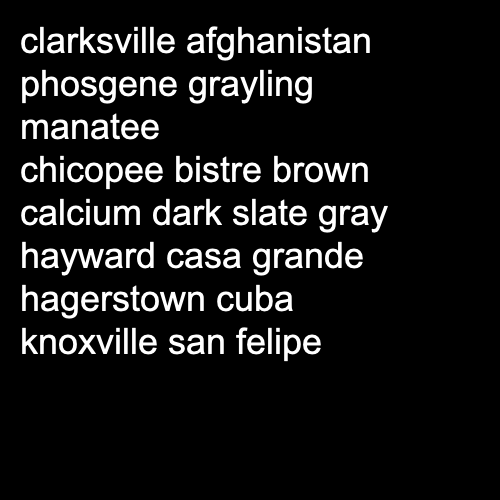 clarksville afghanistan
phosgene grayling
manatee
chicopee bistre brown
calcium dark slate gray
hayward casa grande
hagerstown cuba
knoxville san felipe